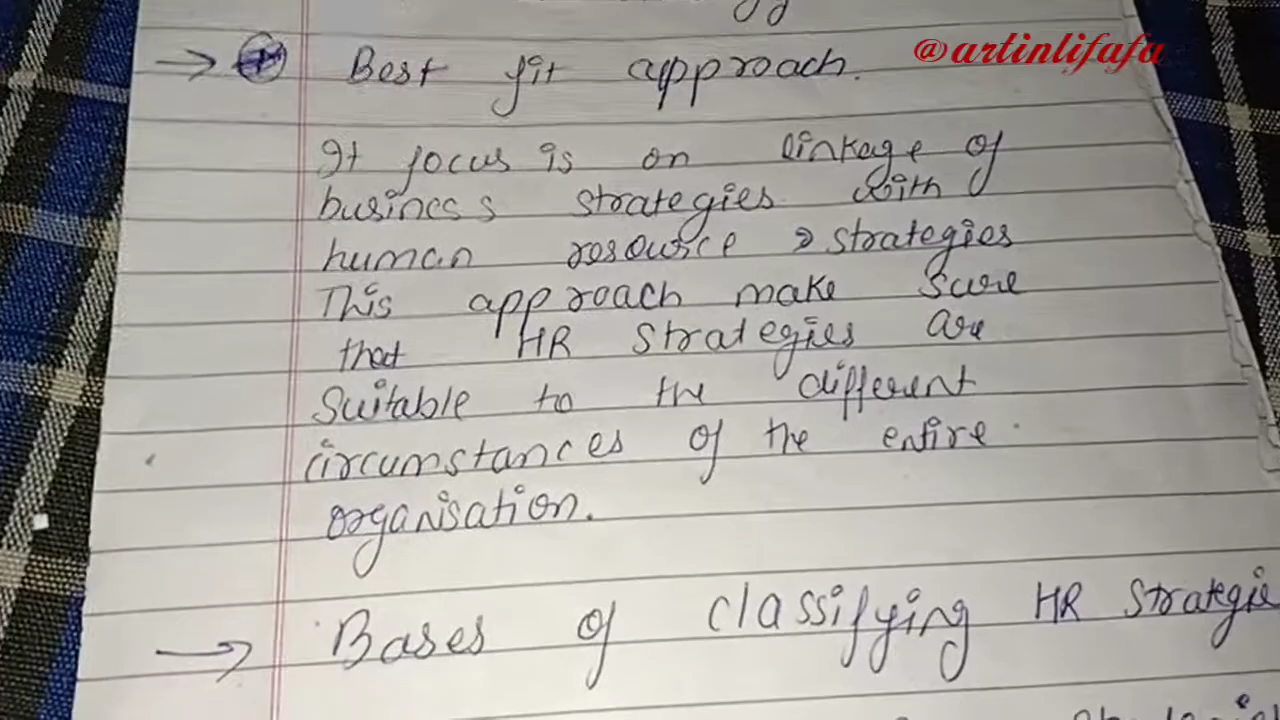 @artinlifafa
→ Best fit approach.
It focus is on linkage of
business strategies with
human resource strategies
This approach make sure
that HR strategies are
suitable to the different
circumstances of the entire
organisation.
→ Bases of classifying HR Strategie